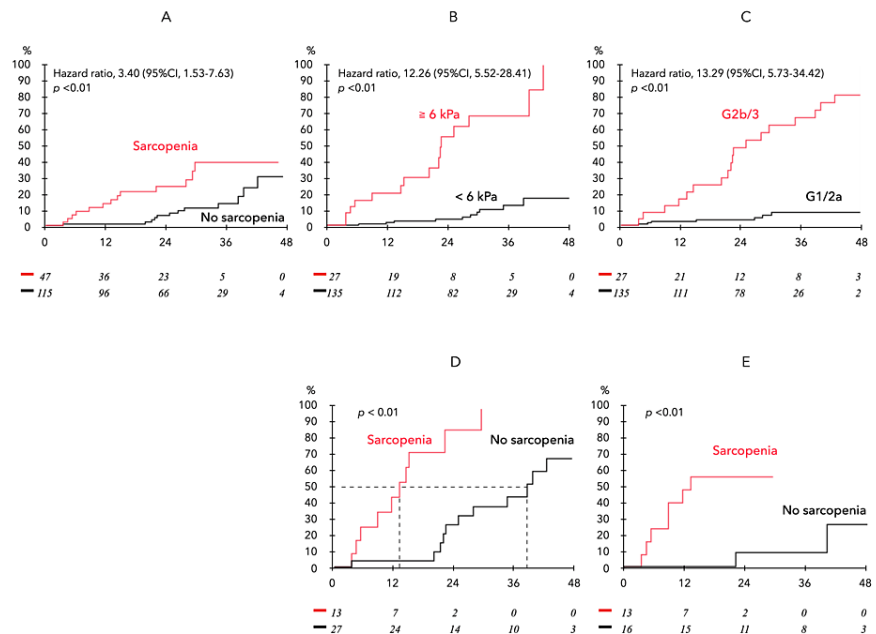 A
B
C
%
%
%
Hazard ratio, 3.40 (95%CI, 1.53-7.63)
p <0.01
Hazard ratio, 12.26 (95%CI, 5.52-28.41)
p <0.01
Hazard ratio, 13.29 (95%CI, 5.73-34.42)
p <0.01
100
90
80
70
60
50
40
30
20
10
0
Sarcopenia
No sarcopenia
0 12 24 36 48
47 36 23 5 0
115 96 66 29 4
100
90
80
70
60
50
40
30
20
10
0
≧ 6 kPa
< 6 kPa
0 12 24 36 48
27 19 8 5 0
135 112 82 29 4
100
90
80
70
60
50
40
30
20
10
0
G2b/3
G1/2a
0 12 24 36 48
27 21 12 8 3
135 111 78 26 2
D
E
%
%
100
90
80
70
60
50
40
30
20
10
0
p < 0.01
Sarcopenia
No sarcopenia
0 12 24 36 48
13 7 2 0 0
27 24 14 10 3
100
90
80
70
60
50
40
30
20
10
0
p <0.01
Sarcopenia
No sarcopenia
0 12 24 36 48
13 7 2 0 0
16 15 11 8 3